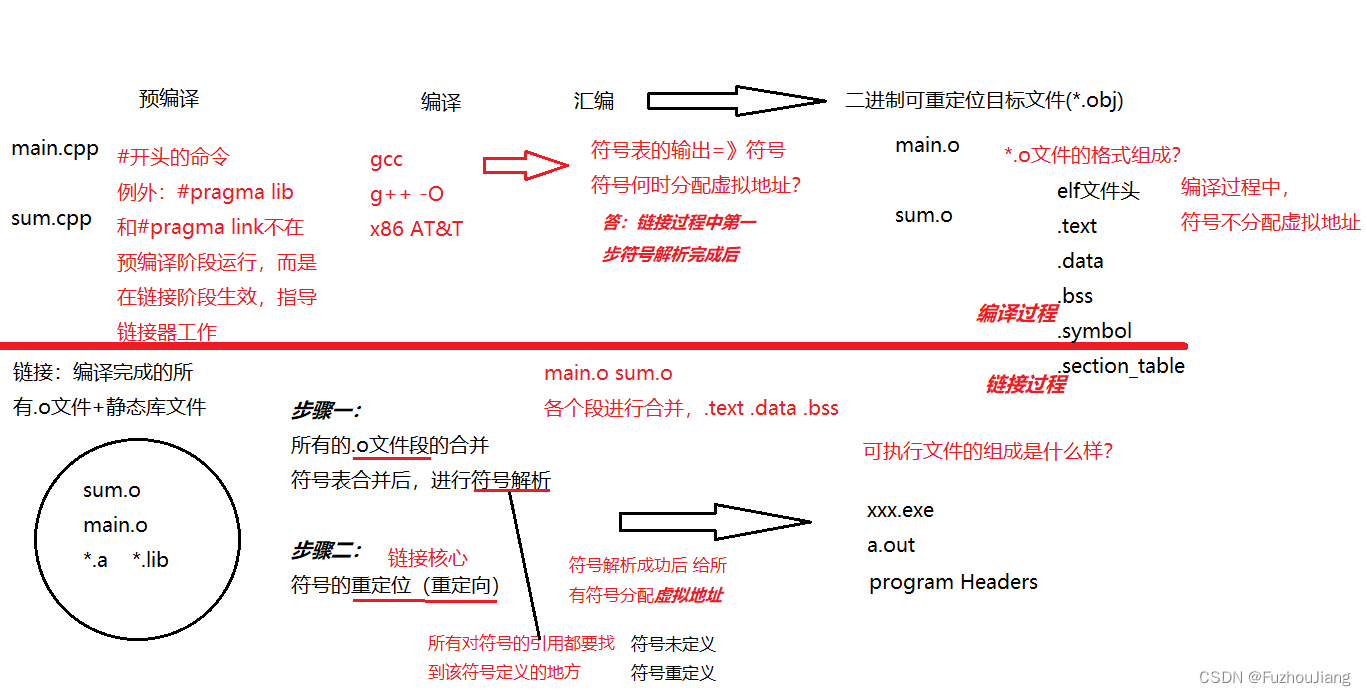 预编译
编译
汇编
二进制可重定位目标文件(*.obj)
main.cpp
sum.cpp
#开头的命令
例外：#pragma lib
和#pragma link不在
预编译阶段运行，而是
在链接阶段生效，指导
链接器工作
gcc
g++ -O
x86 AT&T
符号表的输出=》符号
符号何时分配虚拟地址？
答：链接过程中第一
步符号解析完成后
main.o
sum.o
*.o文件的格式组成？
elf文件头
.text
.data
.bss
.symbol
.section_table
编译过程中，
符号不分配虚拟地址
编译过程
链接过程
链接：编译完成的所
有.o文件+静态库文件
sum.o
main.o
*.a *.lib
步骤一：
所有的.o文件段的合并
符号表合并后，进行符号解析
步骤二：
链接核心
符号的重定位（重定向）
main.o sum.o
各个段进行合并，.text .data .bss
符号解析成功后 给所
有符号分配虚拟地址
所有对符号的引用都要找
到该符号定义的地方
符号未定义
符号重定义
可执行文件的组成是什么样？
xxx.exe
a.out
program Headers
CSDN @FuzhouJiang